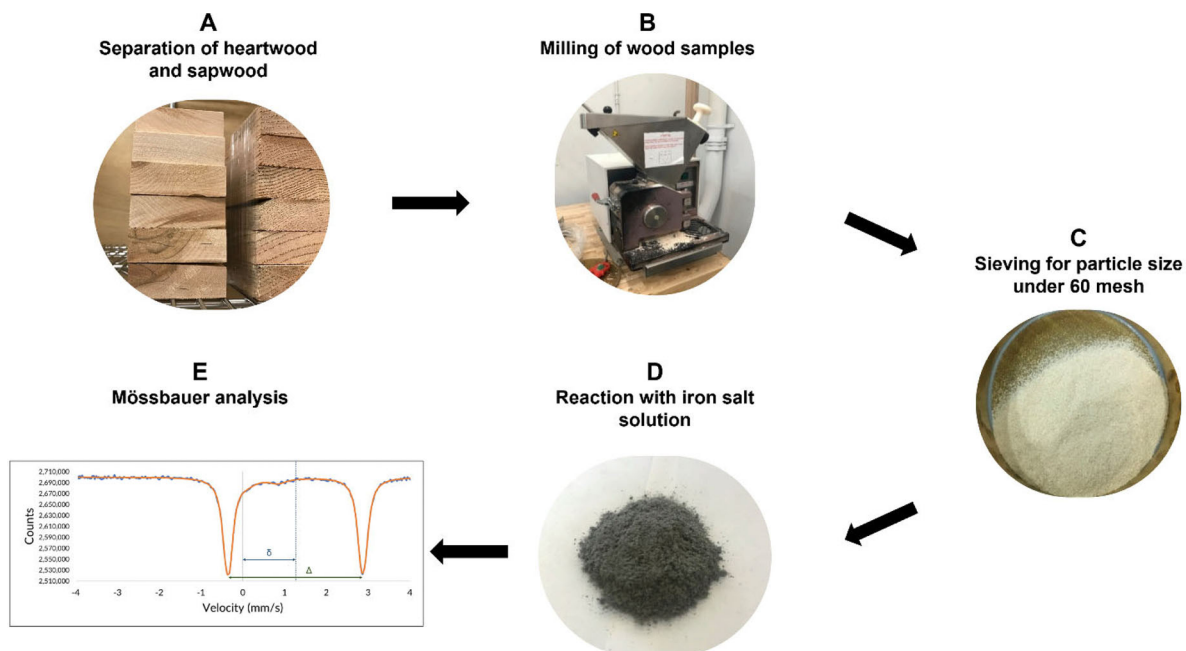 A
Separation of heartwood
and sapwood
B
Milling of wood samples
C
Sieving for particle size
under 60 mesh
D
Reaction with iron salt
solution
E
Mössbauer analysis
2,710,000
2,690,000
2,670,000
2,650,000
2,630,000
2,610,000
2,590,000
2,570,000
2,550,000
2,530,000
2,510,000
Counts
δ
Δ
-4 -3 -2 -1 0 1 2 3 4
Velocity (mm/s)